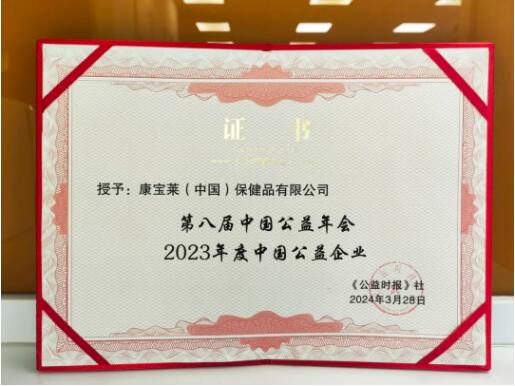 证书
授予：康宝莱（中国）保健品有限公司
第八届中国公益年会
2023年度中国公益企业
《公益时报》社
2024年3月28日